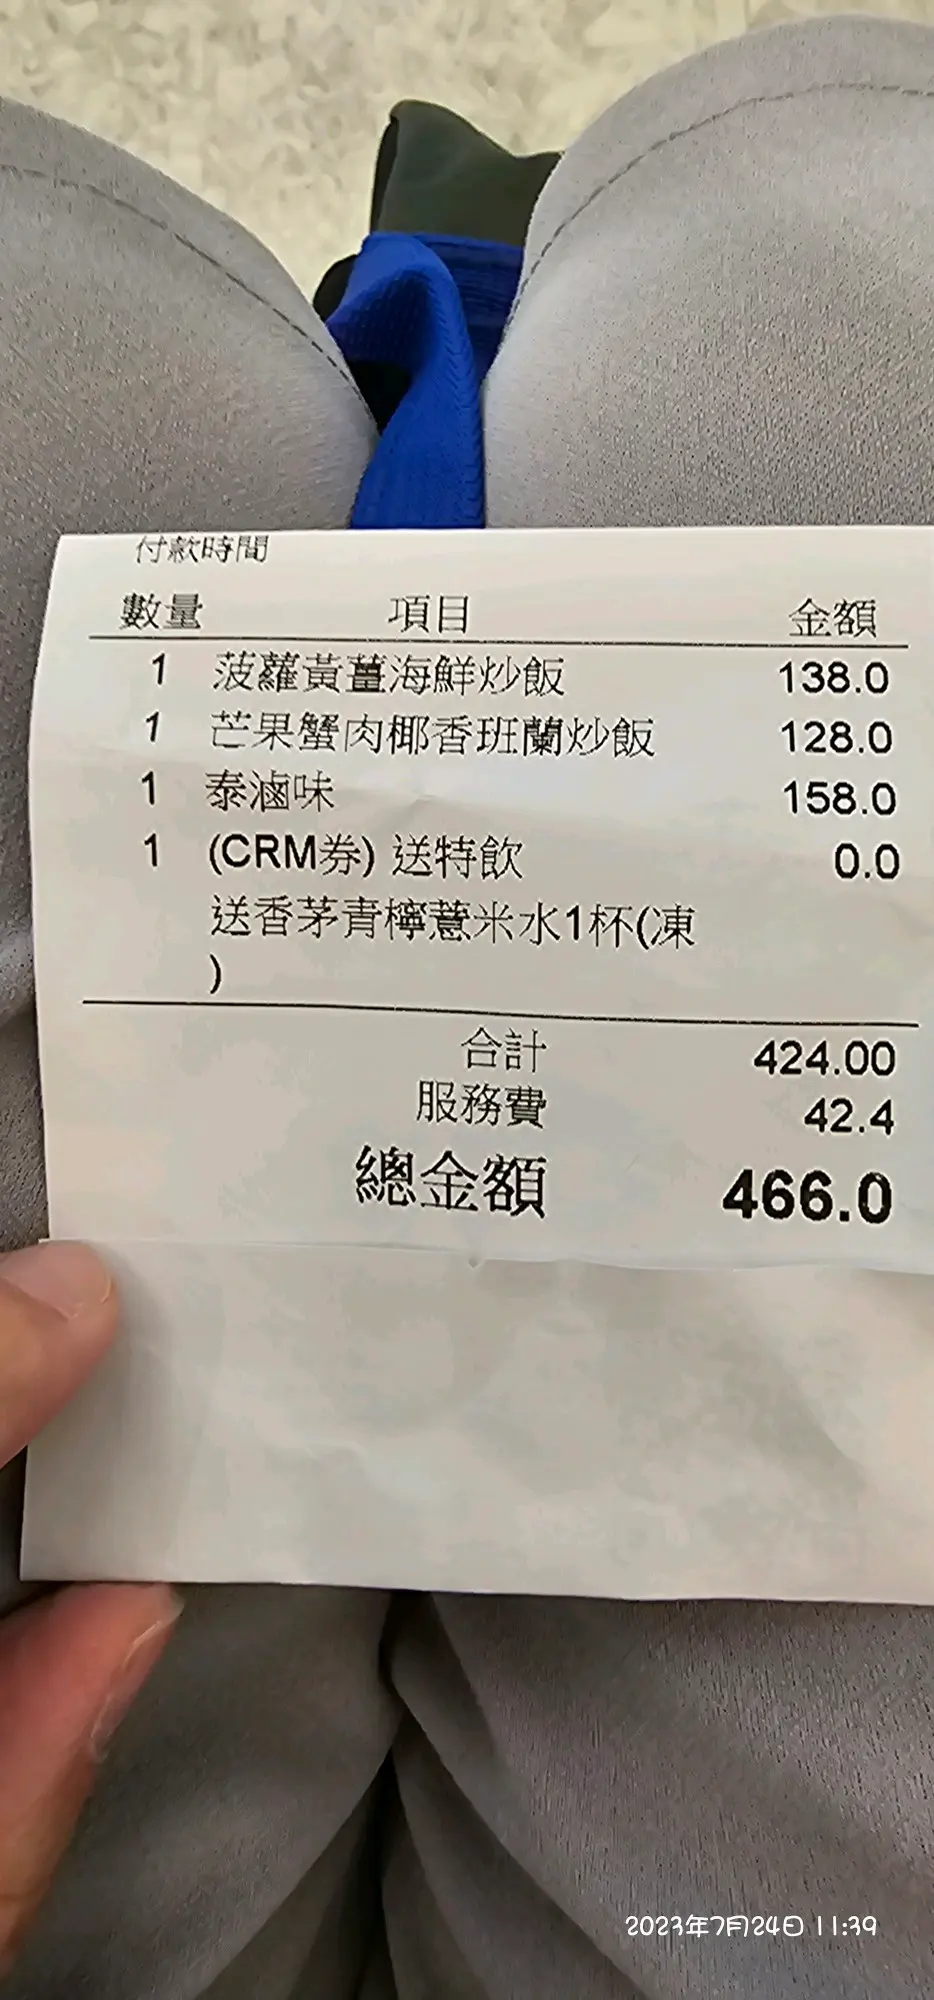 付款時間
數量 項目 金額
1 菠蘿黃薑海鮮炒飯 138.0
1 芒果蟹肉椰香班蘭炒飯 128.0
1 泰滷味 158.0
1 (CRM券) 送特飲 0.0
送香茅青檸薏米水1杯(凍
)
合計 424.00
服務費 42.4
總金額 466.0
2023年7月24日 11:39